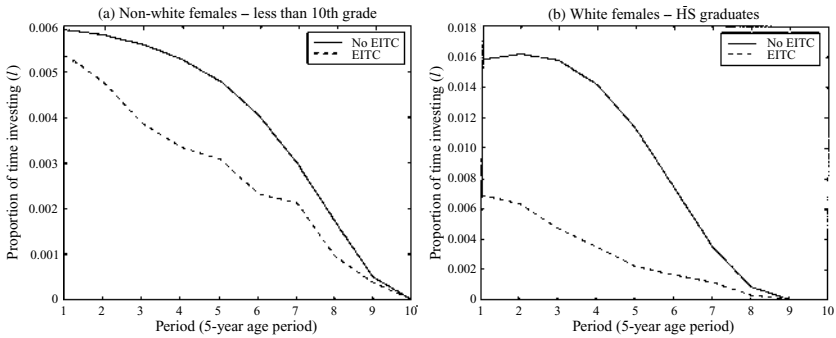 (a) Non-white females – less than 10th grade
0.006
0.005
0.004
0.003
0.002
0.001
0
Proportion of time investing (l)
No EITC
EITC
1 2 3 4 5 6 7 8 9 10
Period (5-year age period)
(b) White females – HS graduates
0.018
0.016
0.014
0.012
0.010
0.008
0.006
0.004
0.002
0
Proportion of time investing (l)
No EITC
EITC
1 2 3 4 5 6 7 8 9 10
Period (5-year age period)